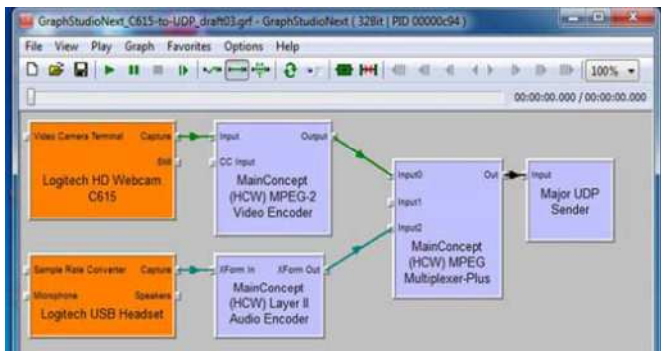 GraphStudioNext_C615-to-UDP_draft03.grf - GraphStudioNext ( 32Bit | PID 00000c94 )
File View Play Graph Favorites Options Help
100%
00:00:00.000 / 00:00:00.000
Video Camera Terminal Capture
Still
Logitech HD Webcam
C615
Input Output
CC Input
MainConcept
(HCW) MPEG-2
Video Encoder
Input0 Out
Input1
Input2
MainConcept
(HCW) MPEG
Multiplexer-Plus
Input
Major UDP
Sender
Sample Rate Converter Capture
Microphone Speakers
Logitech USB Headset
XForm In XForm Out
MainConcept
(HCW) Layer II
Audio Encoder